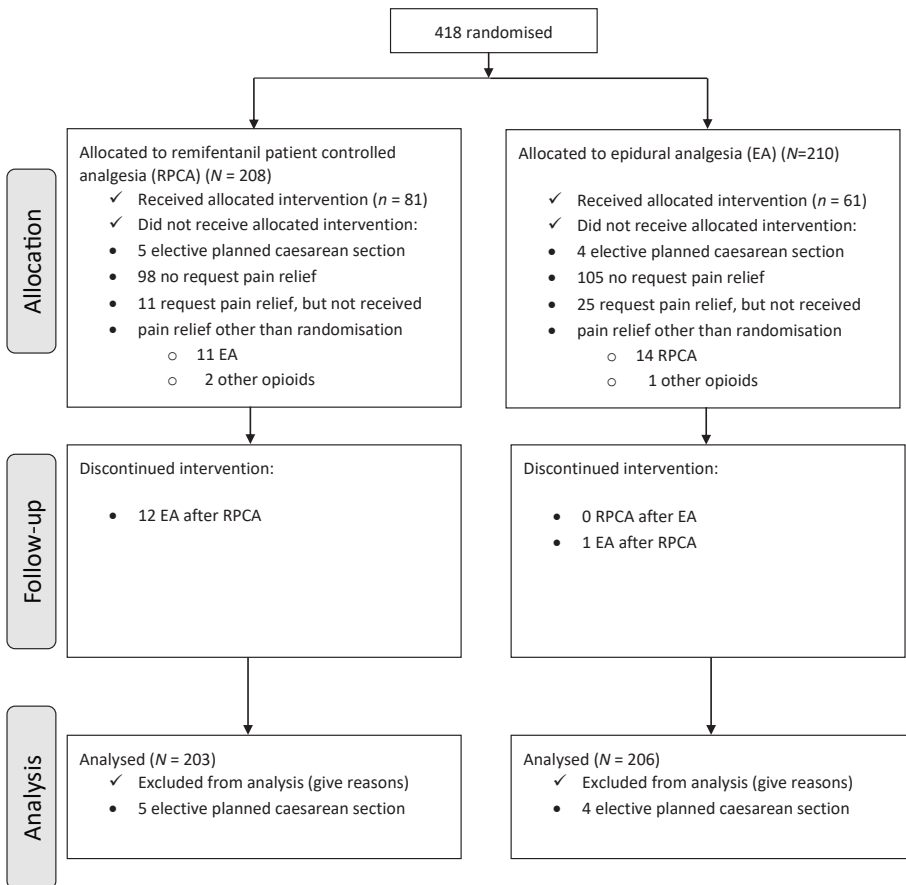 418 randomised
Allocation
Allocated to remifentanil patient controlled
analgesia (RPCA) (N = 208)
✓ Received allocated intervention (n = 81)
✓ Did not receive allocated intervention:
• 5 elective planned caesarean section
• 98 no request pain relief
• 11 request pain relief, but not received
• pain relief other than randomisation
o 11 EA
o 2 other opioids
Allocated to epidural analgesia (EA) (N=210)
✓ Received allocated intervention (n = 61)
✓ Did not receive allocated intervention:
• 4 elective planned caesarean section
• 105 no request pain relief
• 25 request pain relief, but not received
• pain relief other than randomisation
o 14 RPCA
o 1 other opioids
Follow-up
Discontinued intervention:
• 12 EA after RPCA
Discontinued intervention:
• 0 RPCA after EA
• 1 EA after RPCA
Analysis
Analysed (N = 203)
✓ Excluded from analysis (give reasons)
• 5 elective planned caesarean section
Analysed (N = 206)
✓ Excluded from analysis (give reasons)
• 4 elective planned caesarean section